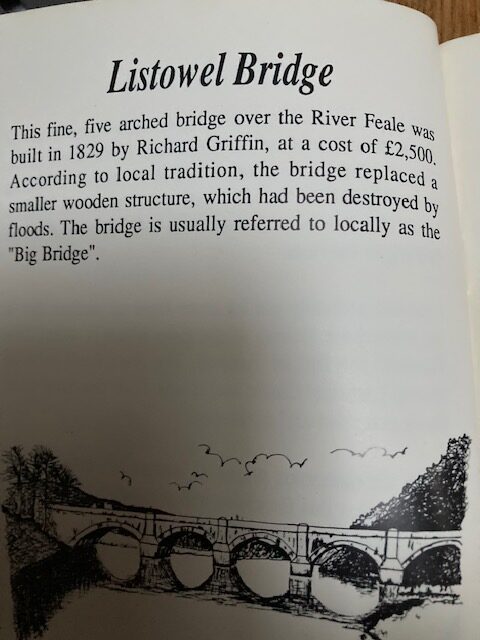 Listowel Bridge
This fine, five arched bridge over the River Feale was
built in 1829 by Richard Griffin, at a cost of £2,500.
According to local tradition, the bridge replaced a
smaller wooden structure, which had been destroyed by
floods. The bridge is usually referred to locally as the
"Big Bridge".